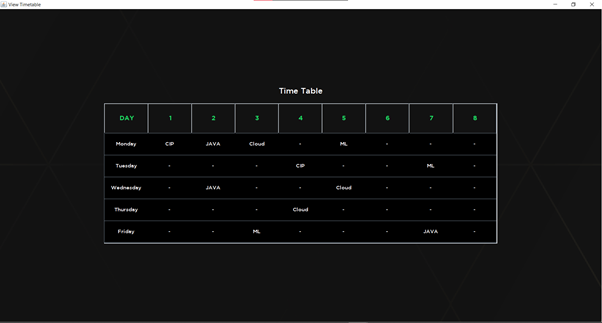 View Timetable
Time Table
DAY 1 2 3 4 5 6 7 8
Monday CIP JAVA Cloud - ML - - -
Tuesday - - - CIP - - ML -
Wednesday - JAVA - - Cloud - - -
Thursday - - - Cloud - - - -
Friday - - ML - - - JAVA -